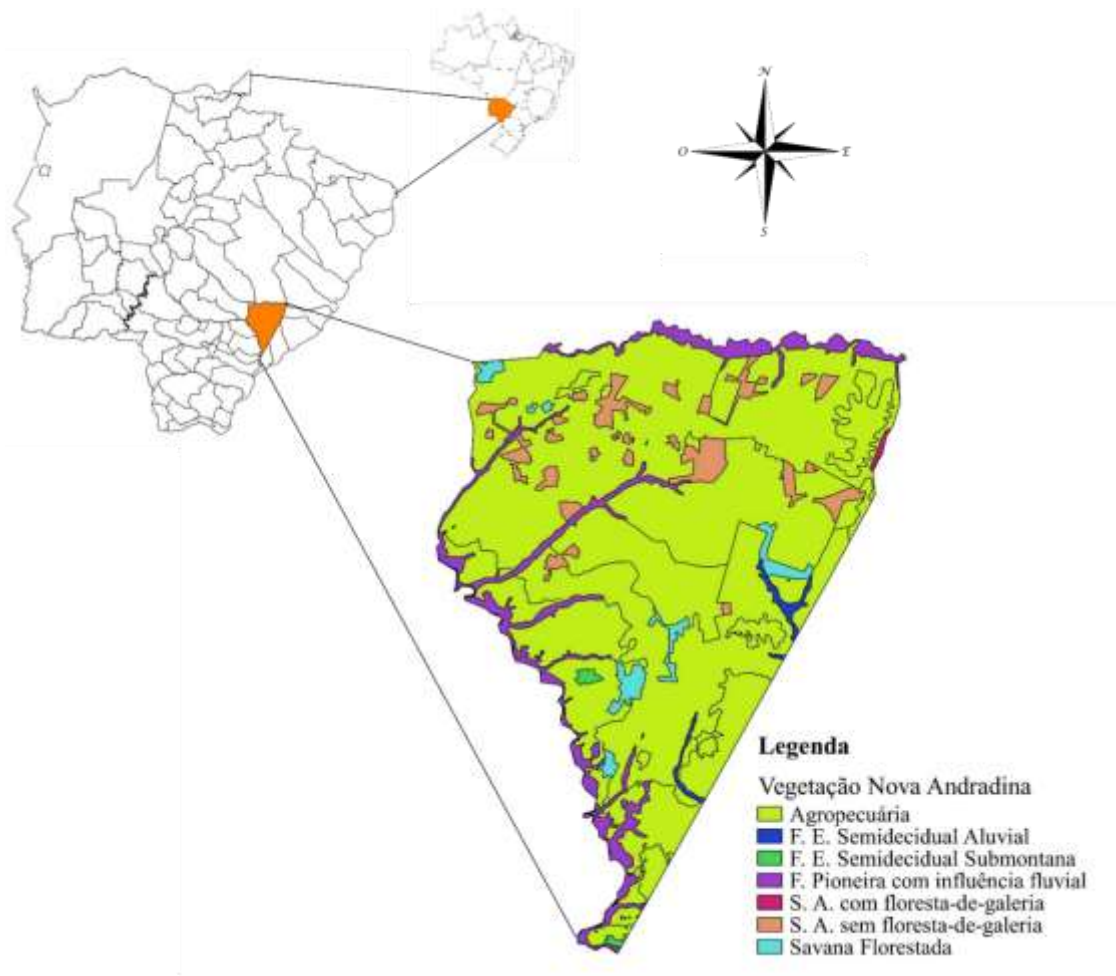 N
O
E
S
Legenda
Vegetação Nova Andradina
Agropecuária
F. E. Semidecidual Aluvial
F. E. Semidecidual Submontana
F. Pioneira com influência fluvial
S. A. com floresta-de-galeria
S. A. sem floresta-de-galeria
Savana Florestada